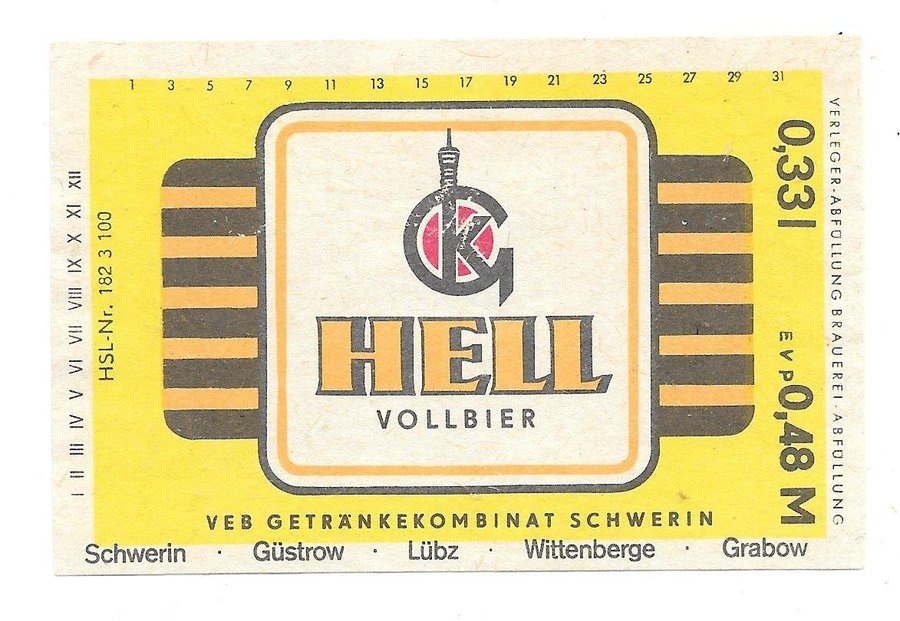 1 3 5 7 9 11 13 15 17 19 21 23 25 27 29 31
I II III IV V VI VII VIII IX X XI XII
HSL-Nr. 182 3 100
GK
HELL
VOLLBIER
VEB GETRÄNKEKOMBINAT SCHWERIN
Schwerin · Güstrow · Lübz · Wittenberge · Grabow
0,33 l
EVP 0,48 M
VERLEGER-ABFÜLLUNG BRAUEREI-ABFÜLLUNG